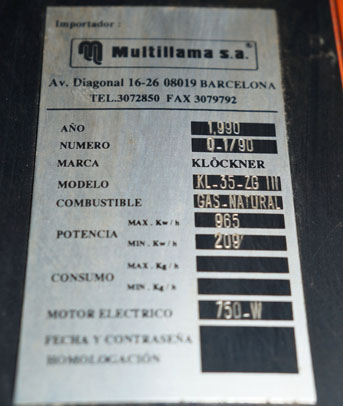 Importador :
Multillama s.a.®
Av. Diagonal 16-26 08019 BARCELONA
TEL.3072850 FAX 3079792
AÑO 1.990
NUMERO 0-1/90
MARCA KLÖCKNER
MODELO KL-35-ZG III
COMBUSTIBLE GAS-NATURAL
POTENCIA
MAX. Kw/h 965
MIN. Kw/h 209
CONSUMO
MAX. Kg/h
MIN. Kg/h
MOTOR ELECTRICO 750-W
FECHA Y CONTRASEÑA
HOMOLOGACIÓN